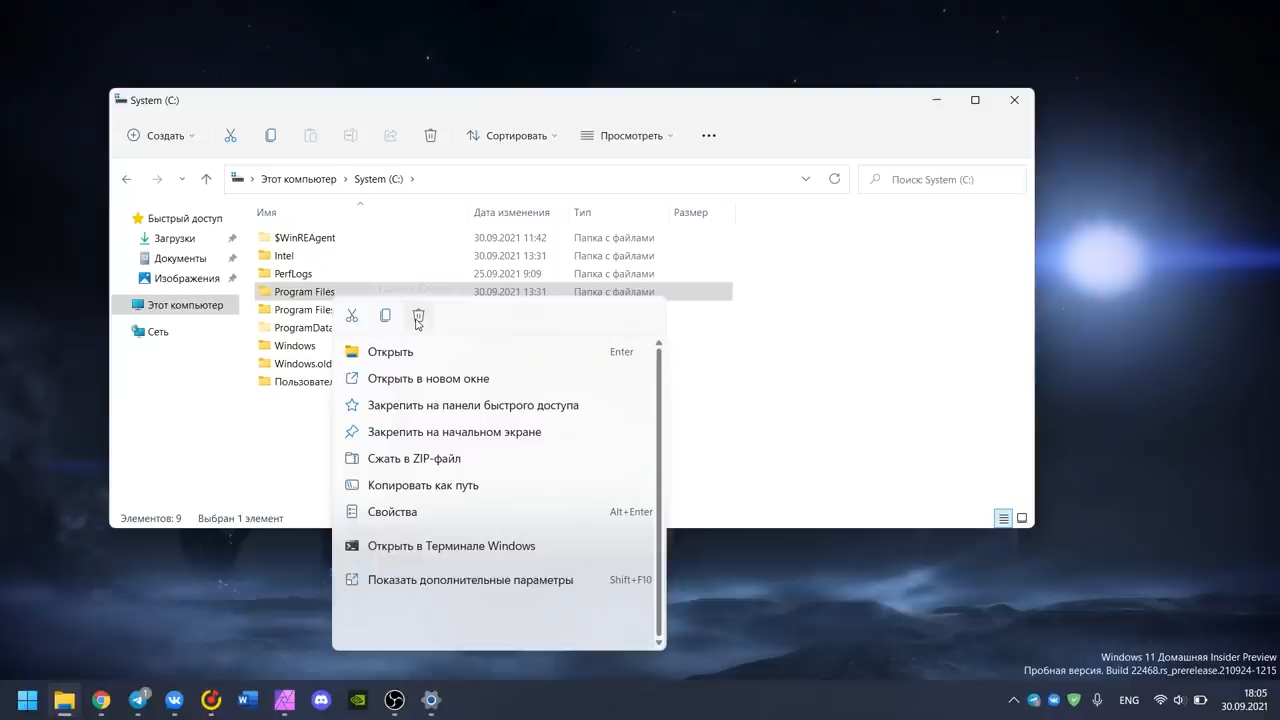 System (C:)
Создать
Сортировать
Просмотреть
Этот компьютер
System (C:)
Поиск: System (C:)
Имя
Дата изменения
Тип
Размер
Быстрый доступ
Загрузки
Документы
Изображения
Этот компьютер
Сеть
$WinREAgent 30.09.2021 11:42 Папка с файлами
Intel 30.09.2021 13:31 Папка с файлами
PerfLogs 25.09.2021 9:09 Папка с файлами
Program Files 30.09.2021 13:31 Папка с файлами
Program Files
ProgramData
Windows
Windows.old
Пользовател
Открыть Enter
Открыть в новом окне
Закрепить на панели быстрого доступа
Закрепить на начальном экране
Сжать в ZIP-файл
Копировать как путь
Свойства Alt+Enter
Открыть в Терминале Windows
Показать дополнительные параметры Shift+F10
Элементов: 9 Выбран 1 элемент
Windows 11 Домашняя Insider Preview
Пробная версия. Build 22468.rs_prerelease.210924-1215
1
W
ENG
18:05
30.09.2021